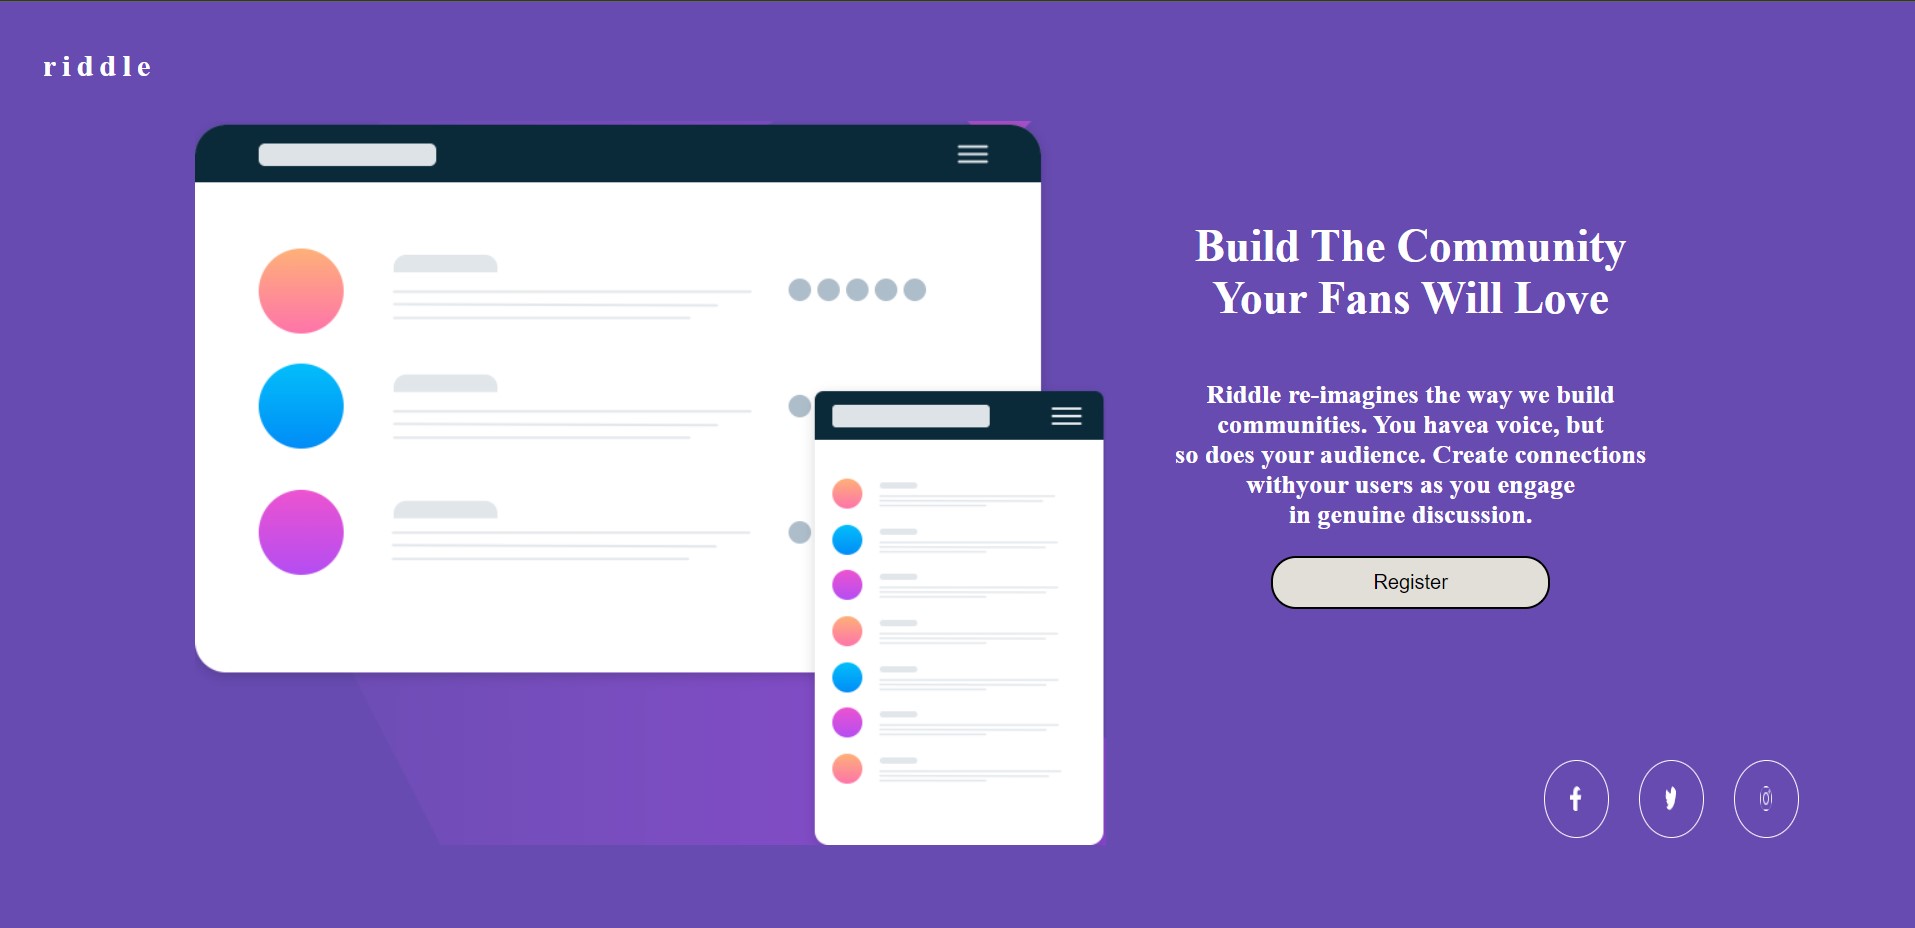 riddle
Build The Community
Your Fans Will Love
Riddle re-imagines the way we build
communities. You havea voice, but
so does your audience. Create connections
withyour users as you engage
in genuine discussion.
Register